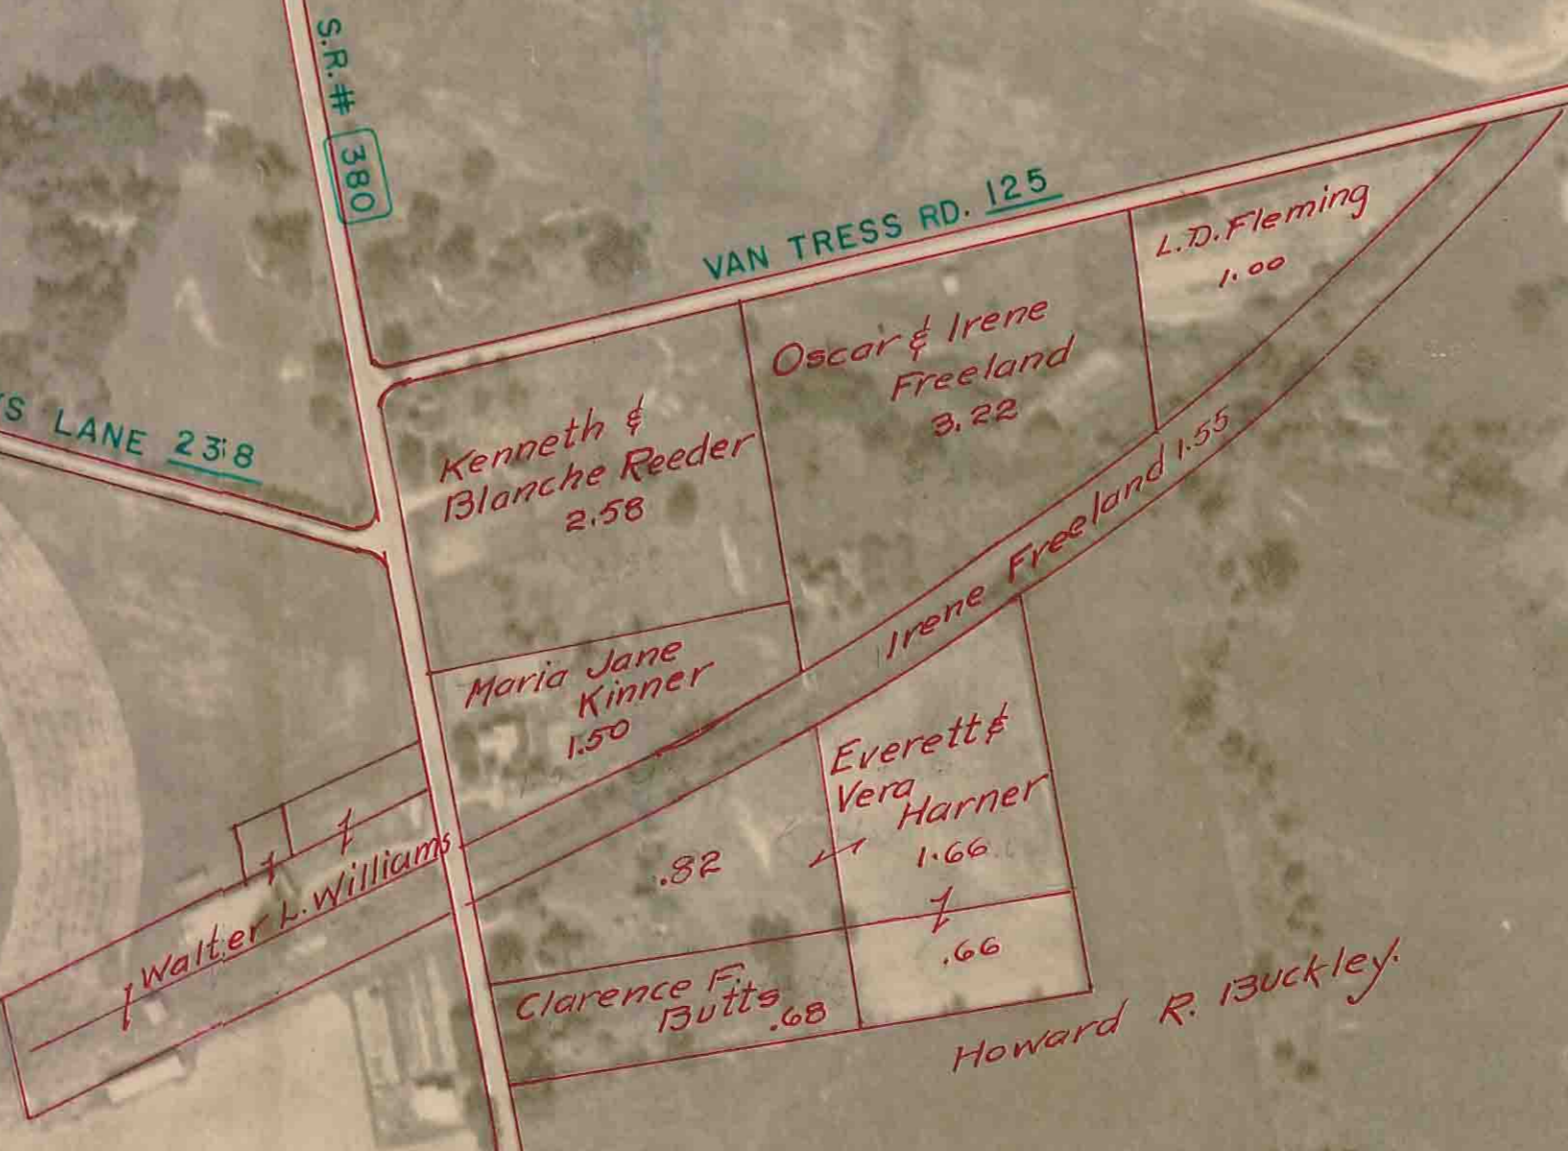 S.R.# 380
VAN TRESS RD. 125
L.D. Fleming
1.00
Oscar & Irene
Freeland
3.22
LANE 238
Kenneth &
Blanche Reeder
2.58
Irene Freeland 1.55
Maria Jane
Kinner
1.50
Everett &
Vera
Harner
1.66
.82
Walter L. Williams
.66
Clarence F.
Butts .68
Howard R. Buckley.